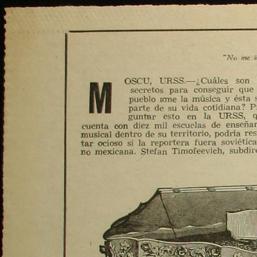 "No me i
MOSCU, URSS.—¿Cuáles son
secretos para conseguir que
pueblo ame la música y ésta s
parte de su vida cotidiana? P
guntar esto en la URSS, q
cuenta con diez mil escuelas de enseñan
musical dentro de su territorio, podría res
tar ocioso si la reportera fuera soviética
no mexicana. Stefan Timofeevich, subdire